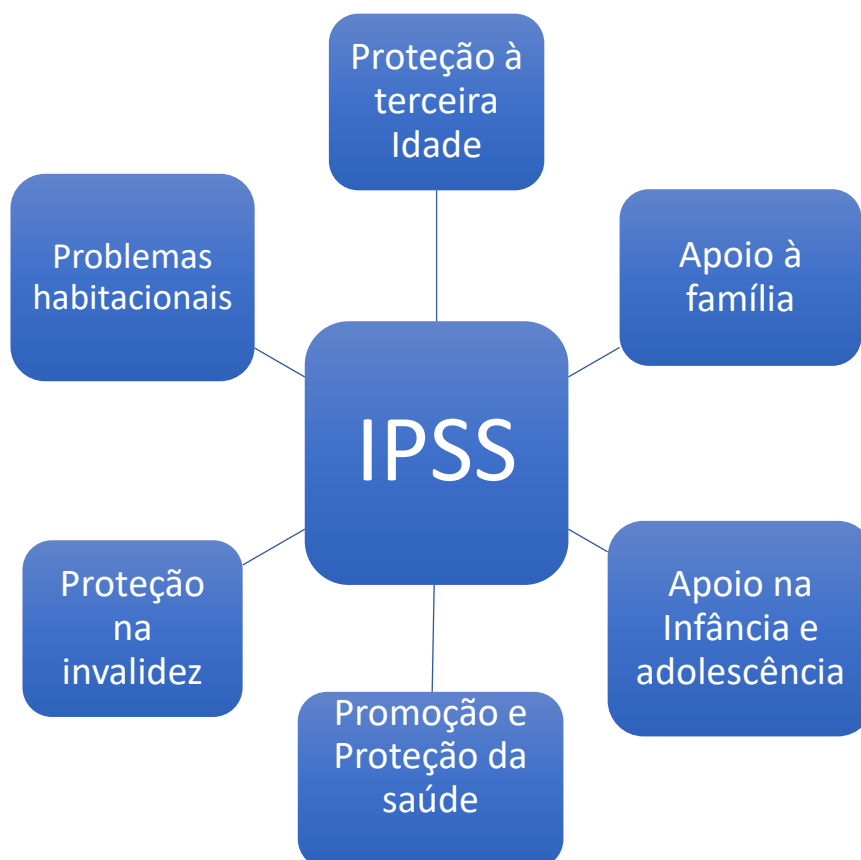 Proteção à
terceira
Idade
Problemas
habitacionais
Apoio à
família
IPSS
Proteção
na
invalidez
Apoio na
Infância e
adolescência
Promoção e
Proteção da
saúde